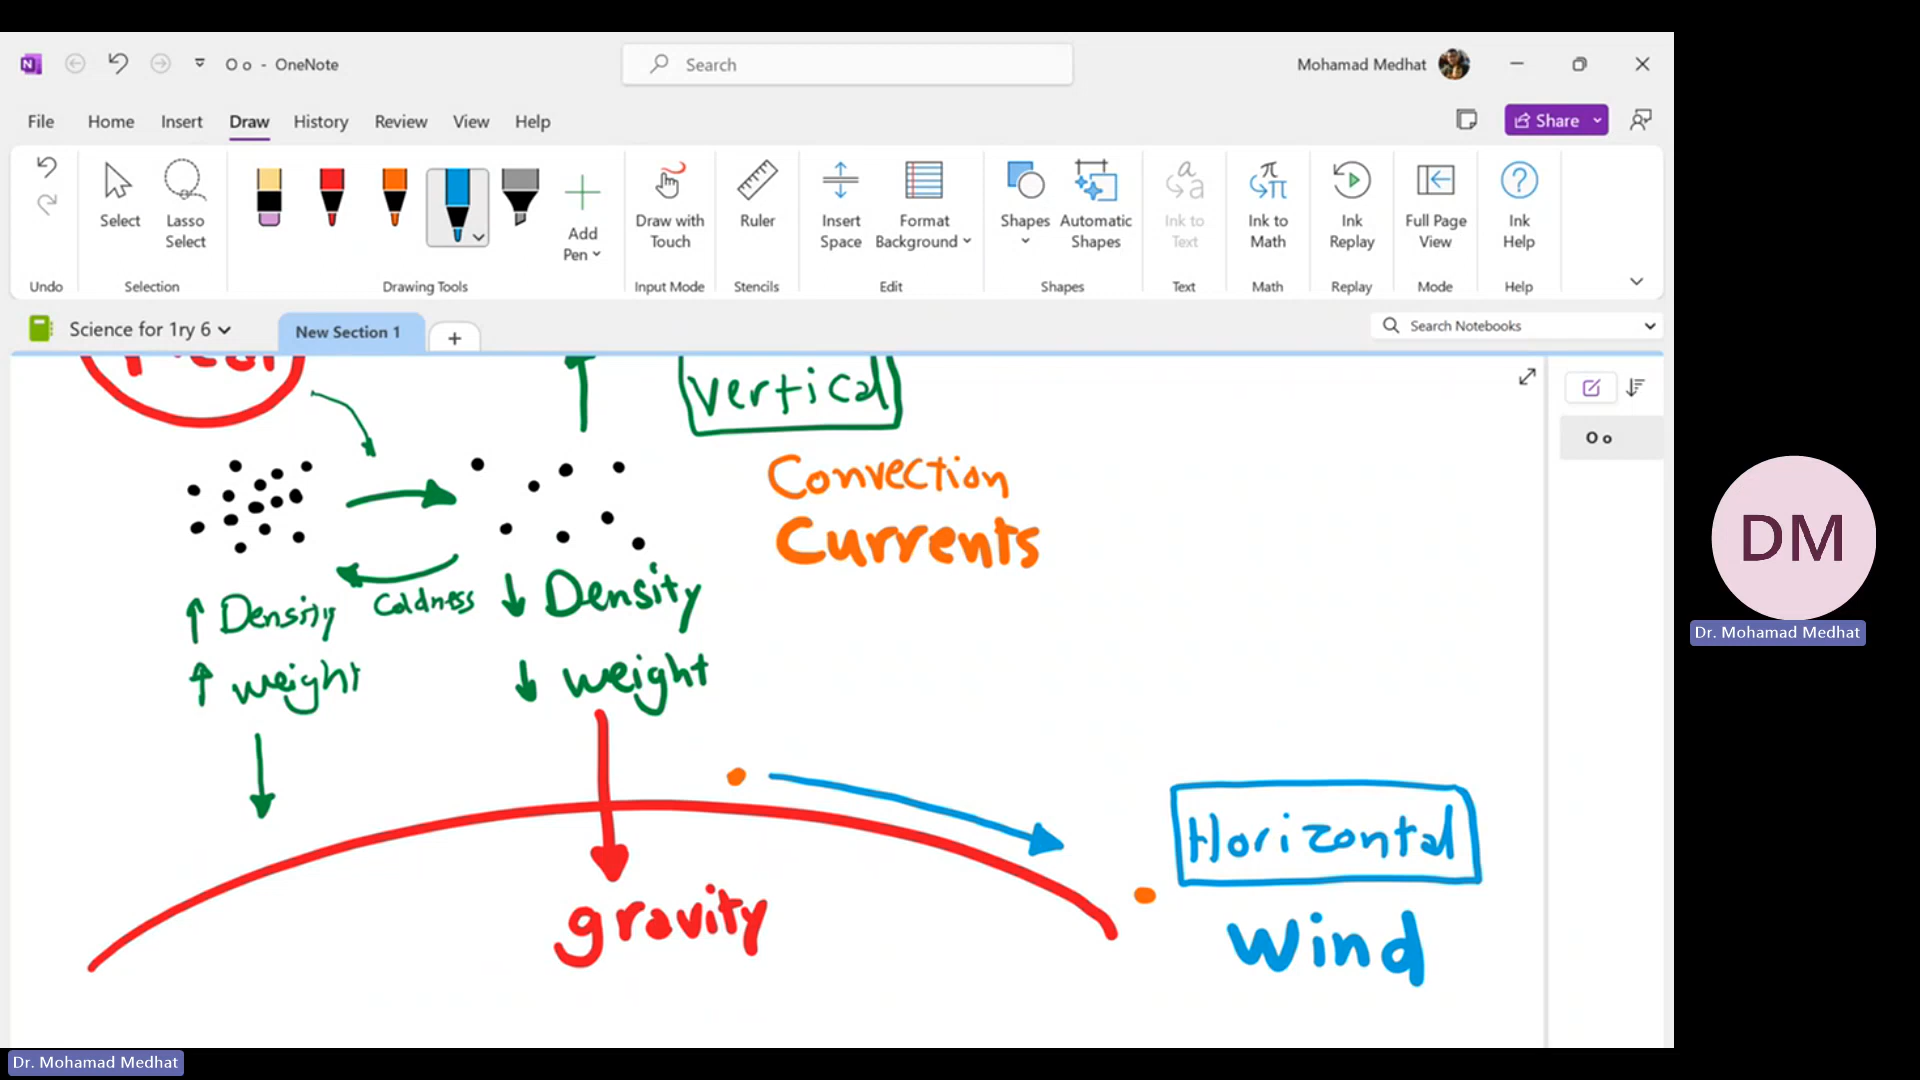 O o - OneNote
Search
Mohamad Medhat
File Home Insert Draw History Review View Help
Share
Select
Lasso Select
Add Pen
Draw with Touch
Ruler
Insert Space
Format Background
Shapes
Automatic Shapes
Ink to Text
Ink to Math
Ink Replay
Full Page View
Ink Help
Undo Selection Drawing Tools Input Mode Stencils Edit Shapes Text Math Replay Mode Help
Science for 1ry 6
New Section 1
Search Notebooks
O o
vertical
Convection
Currents
Density
Coldness
Density
weight
weight
gravity
Horizontal
Wind
DM
Dr. Mohamad Medhat
Dr. Mohamad Medhat